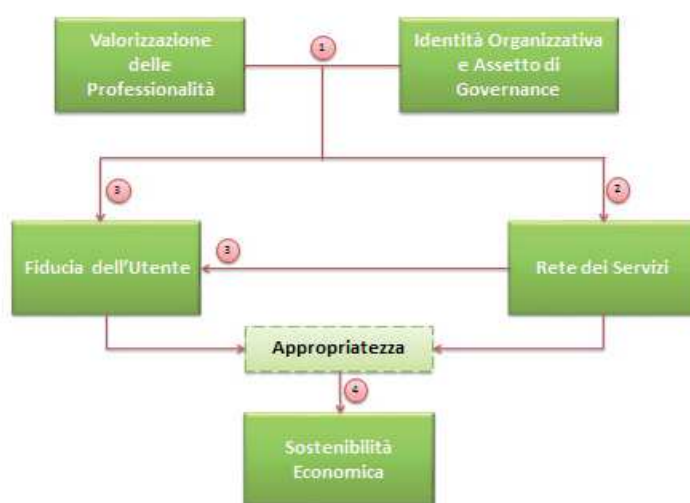 Valorizzazione
delle
Professionalità
1
Identità Organizzativa
e Assetto di
Governance
3
2
Fiducia dell'Utente
3
Rete dei Servizi
Appropriatezza
4
Sostenibilità
Economica